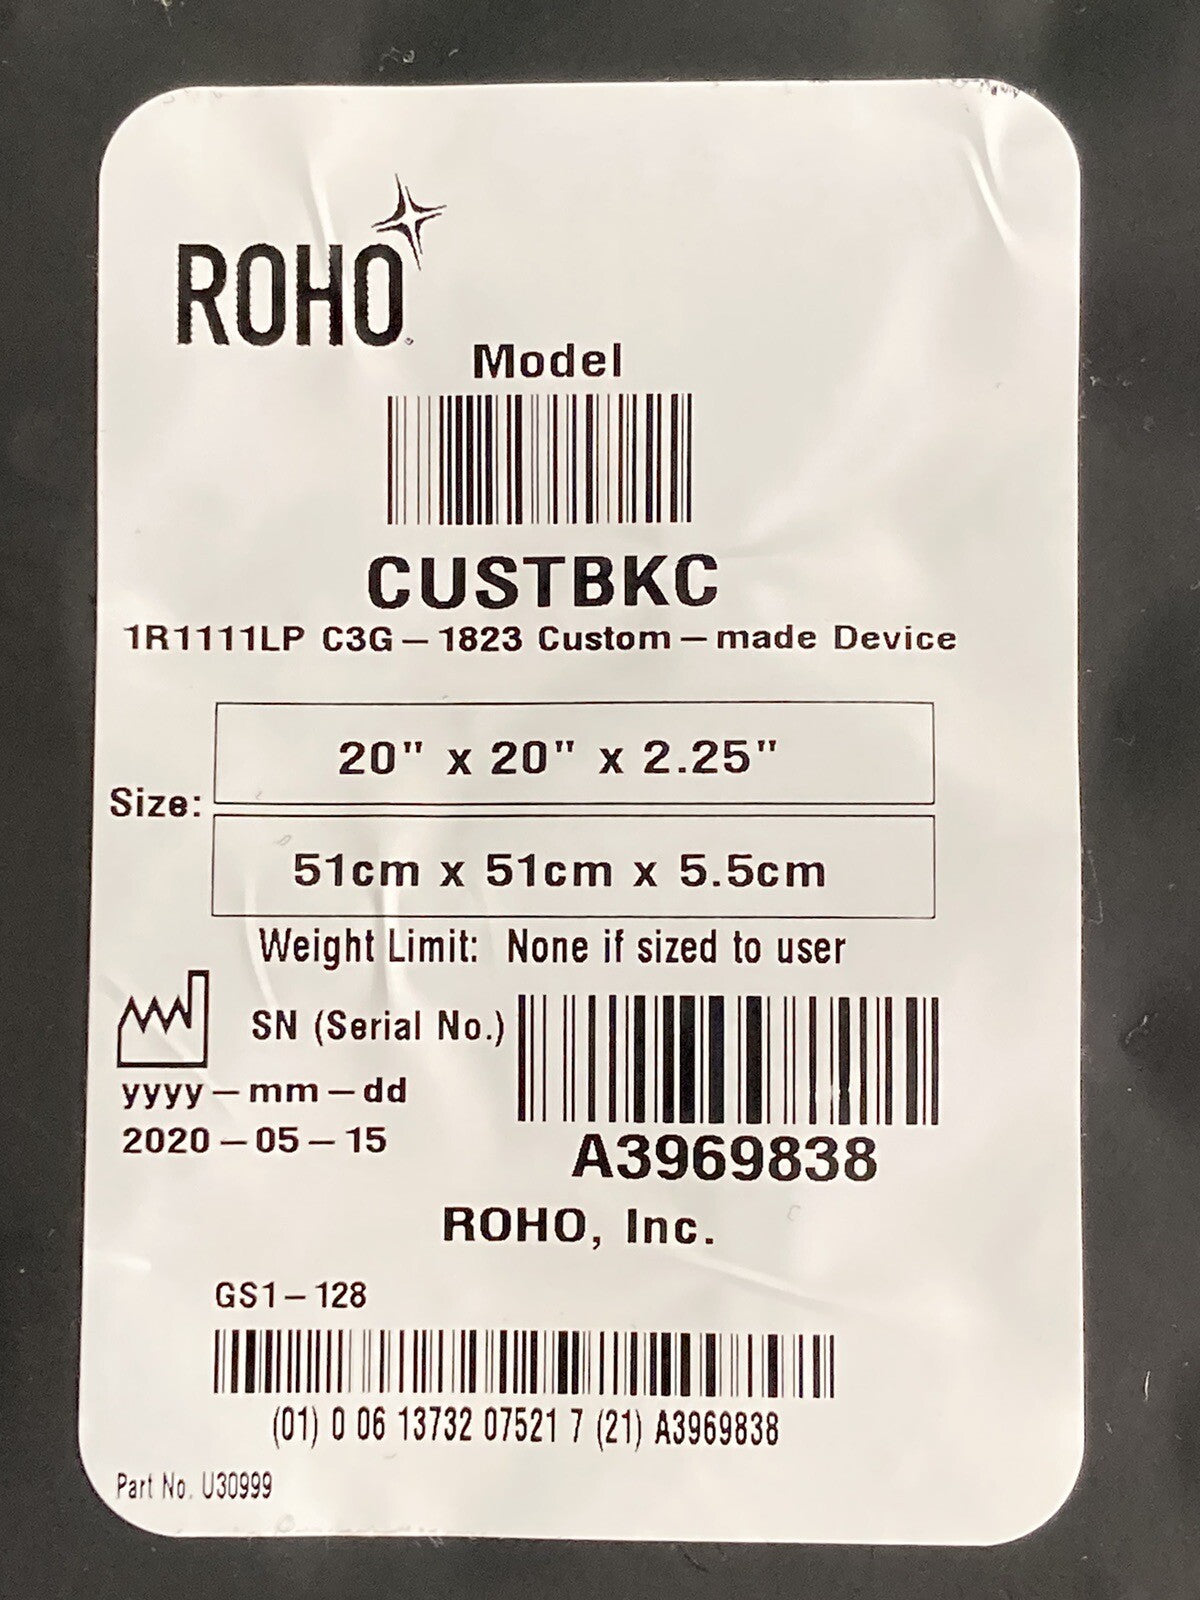 ROHO
Model
CUSTBKC
1R1111LP C3G-1823 Custom-made Device
20" x 20" x 2.25"
Size:
51cm x 51cm x 5.5cm
Weight Limit: None if sized to user
SN (Serial No.)
yyyy-mm-dd
2020-05-15
A3969838
ROHO, Inc.
GS1-128
(01) 0 06 13732 07521 7 (21) A3969838
Part No. U30999